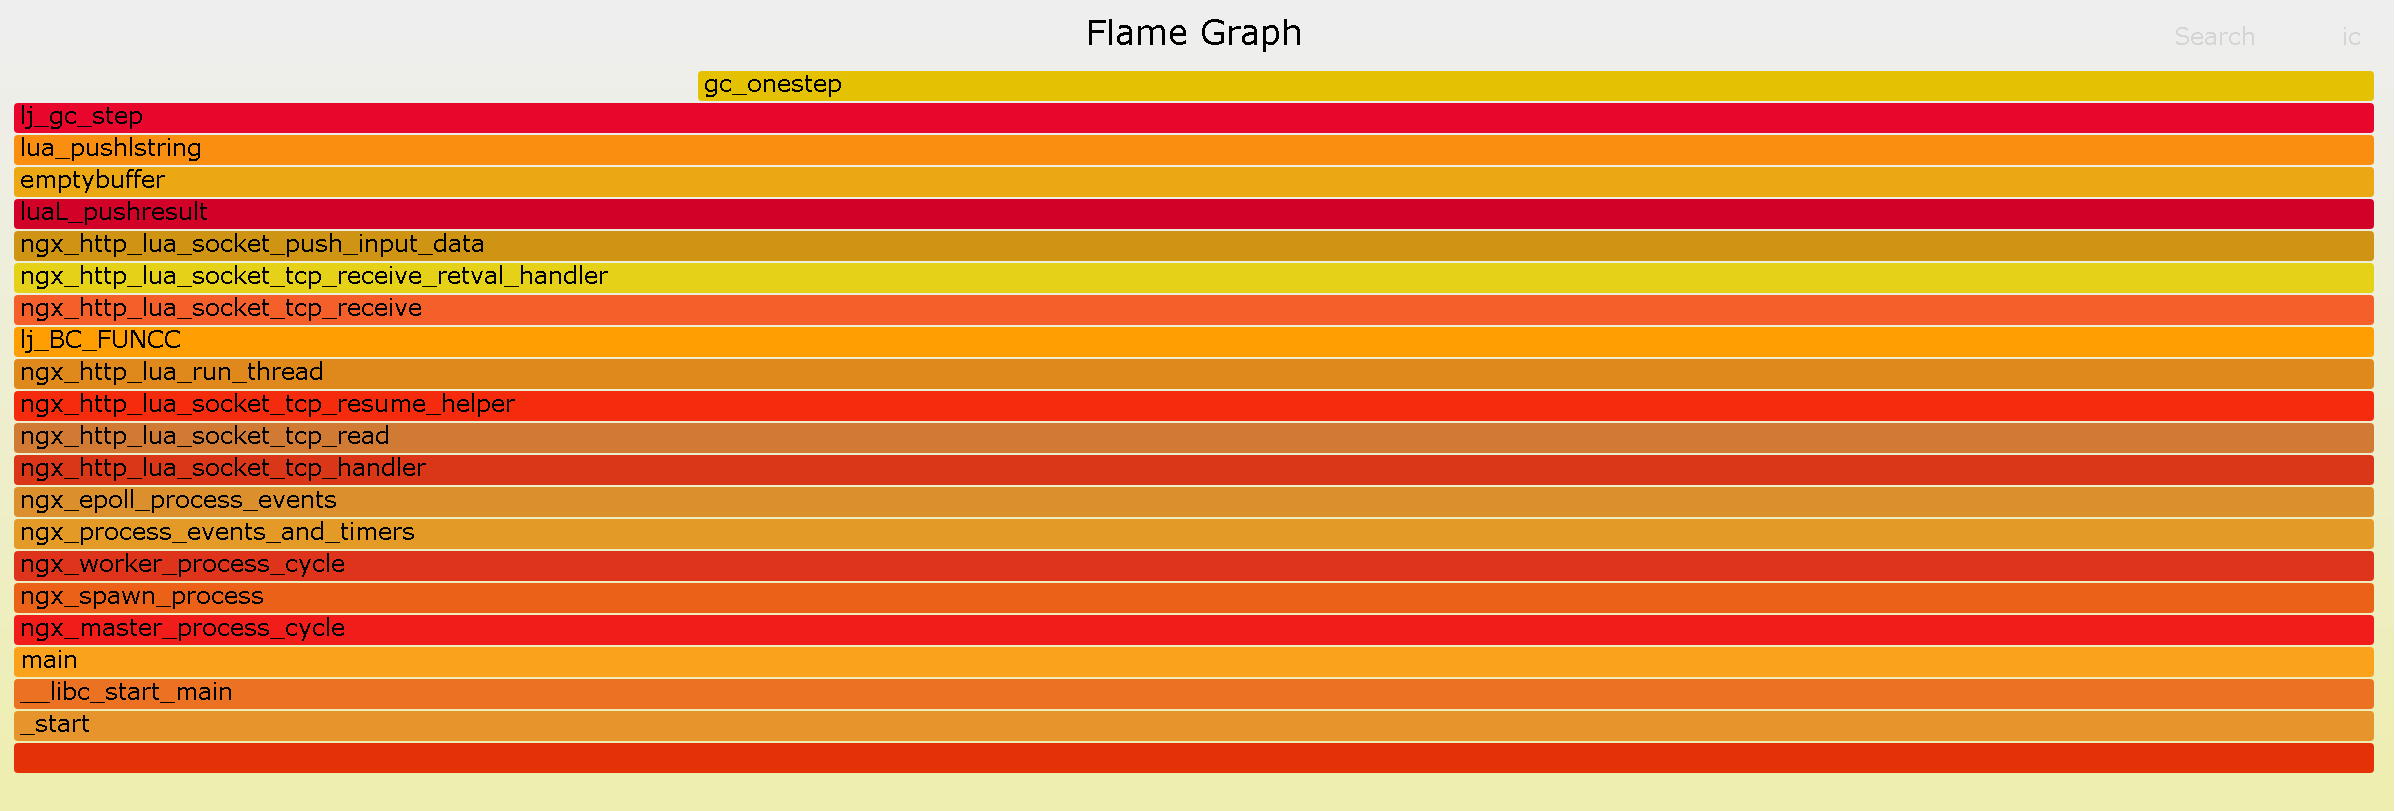 Flame Graph
Search
ic
gc_onestep
lj_gc_step
lua_pushlstring
emptybuffer
luaL_pushresult
ngx_http_lua_socket_push_input_data
ngx_http_lua_socket_tcp_receive_retval_handler
ngx_http_lua_socket_tcp_receive
lj_BC_FUNCC
ngx_http_lua_run_thread
ngx_http_lua_socket_tcp_resume_helper
ngx_http_lua_socket_tcp_read
ngx_http_lua_socket_tcp_handler
ngx_epoll_process_events
ngx_process_events_and_timers
ngx_worker_process_cycle
ngx_spawn_process
ngx_master_process_cycle
main
__libc_start_main
_start